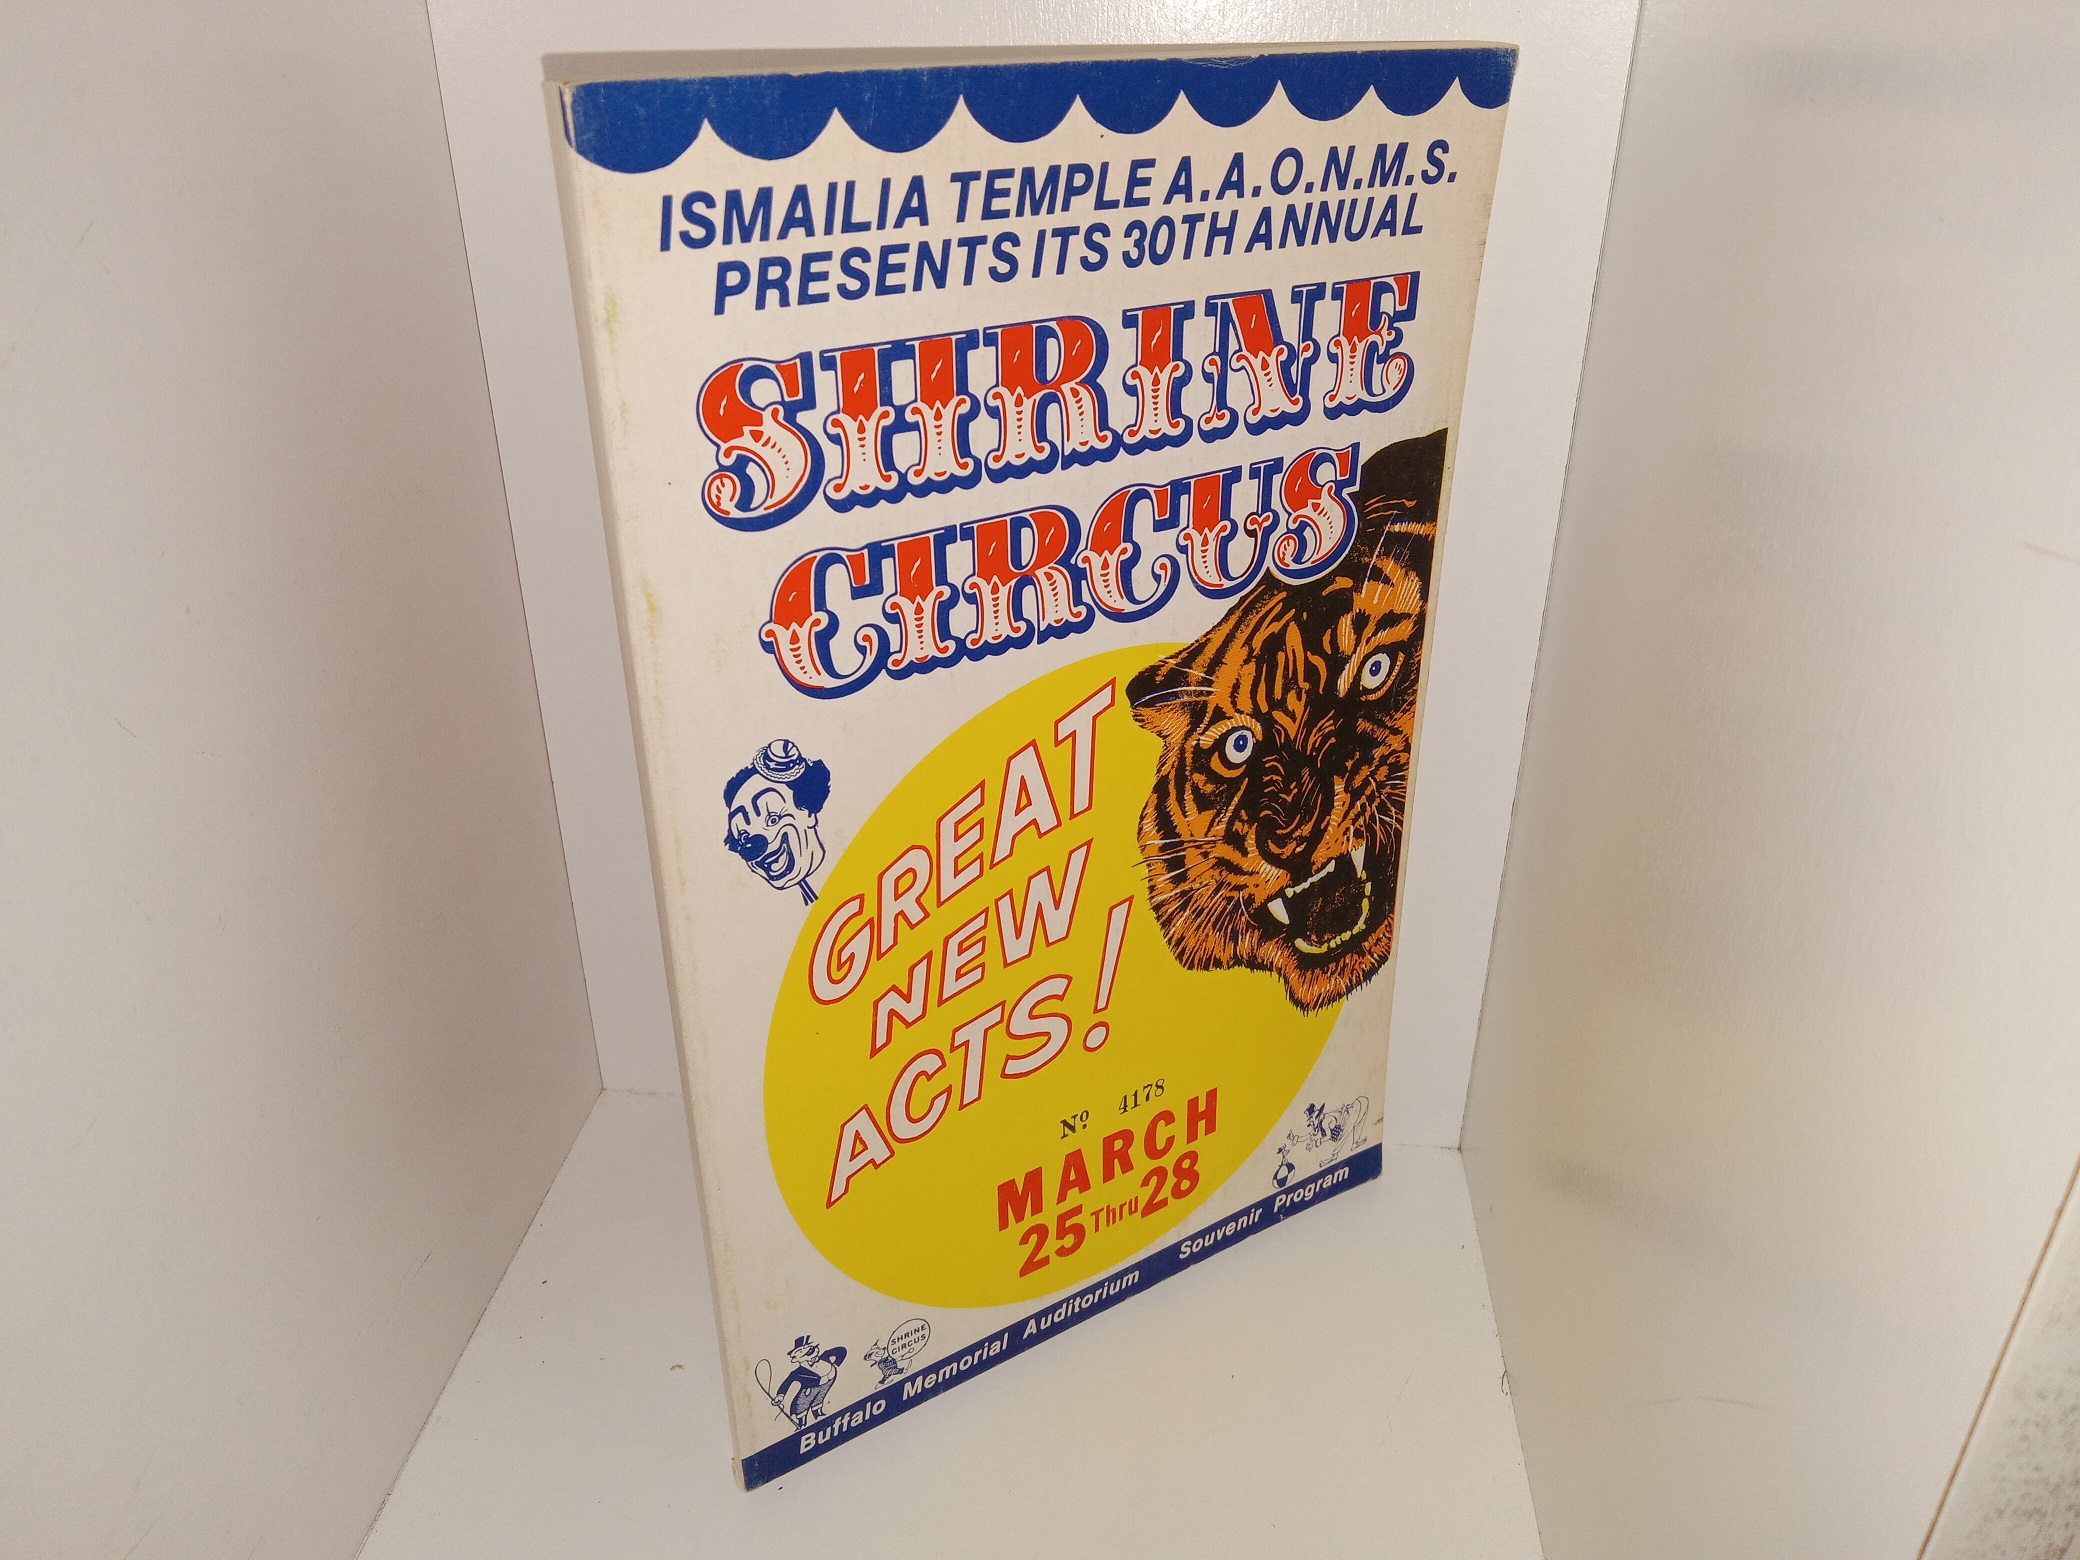 ISMAILIA TEMPLE A.A.O.N.M.S.
PRESENTS ITS 30TH ANNUAL
SHRINE
CIRCUS
GREAT
NEW
ACTS!
Nº 4178
MARCH
25 Thru 28
SHRINE
CIRCUS
Buffalo Memorial Auditorium Souvenir Program